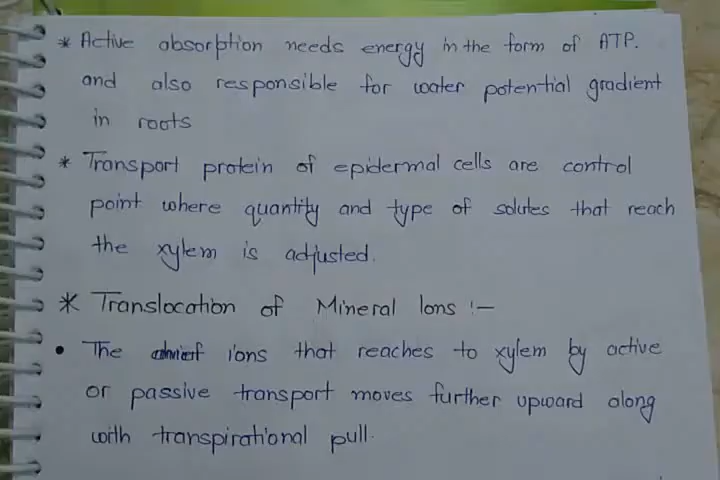 * Active absorption needs energy in the form of ATP.
and also responsible for water potential gradient
in roots
* Transport protein of epidermal cells are control
point where quantity and type of solutes that reach
the xylem is adjusted.
* Translocation of Mineral Ions :-
• The ions that reaches to xylem by active
or passive transport moves further upward along
with transpirational pull.